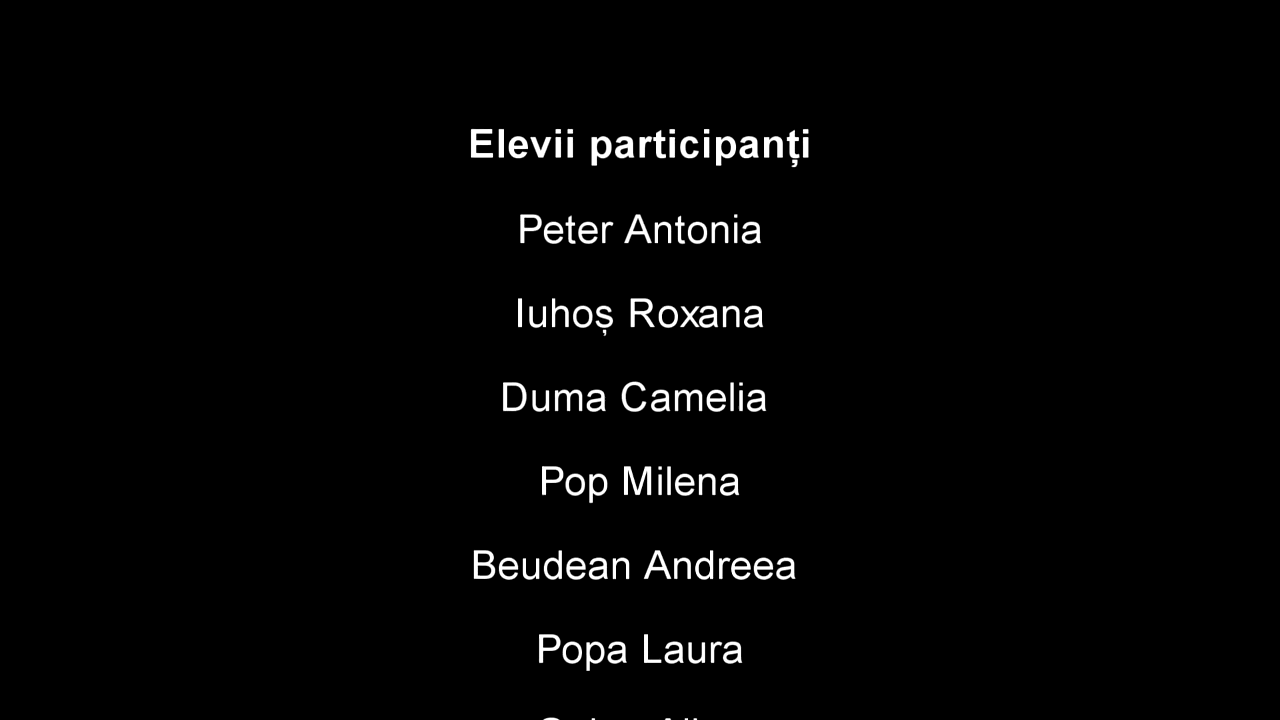 Elevii participanți
Peter Antonia
Iuhoș Roxana
Duma Camelia
Pop Milena
Beudean Andreea
Popa Laura